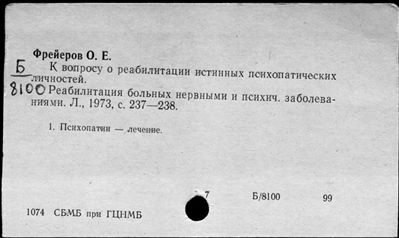 Фрейеров О. Е.
Б К вопросу о реабилитации истинных психопатических
личностей.
8100 Реабилитация больных нервными и психич. заболева-
ниями. Л., 1973, с. 237—238.
1. Психопатии — лечение.
7 Б/8100 99
1074 СБМБ при ГЦНМБ